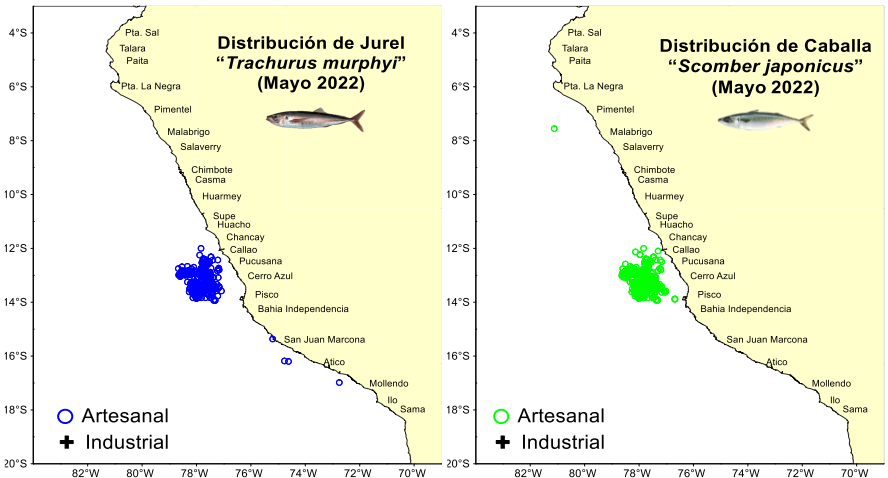 Distribución de Jurel
“Trachurus murphyi”
(Mayo 2022)
4°S
6°S
8°S
10°S
12°S
14°S
16°S
18°S
20°S
Pta. Sal
Talara
Paita
Pta. La Negra
Pimentel
Malabrigo
Salaverry
Chimbote
Casma
Huarmey
Supe
Huacho
Chancay
Callao
Pucusana
Cerro Azul
Pisco
Bahia Independencia
San Juan Marcona
Atico
Mollendo
Ilo
Sama
Artesanal
Industrial
82°W
80°W
78°W
76°W
74°W
72°W
70°W
Distribución de Caballa
“Scomber japonicus”
(Mayo 2022)
4°S
6°S
8°S
10°S
12°S
14°S
16°S
18°S
20°S
Pta. Sal
Talara
Paita
Pta. La Negra
Pimentel
Malabrigo
Salaverry
Chimbote
Casma
Huarmey
Supe
Huacho
Chancay
Callao
Pucusana
Cerro Azul
Pisco
Bahia Independencia
San Juan Marcona
Atico
Mollendo
Ilo
Sama
Artesanal
Industrial
82°W
80°W
78°W
76°W
74°W
72°W
70°W